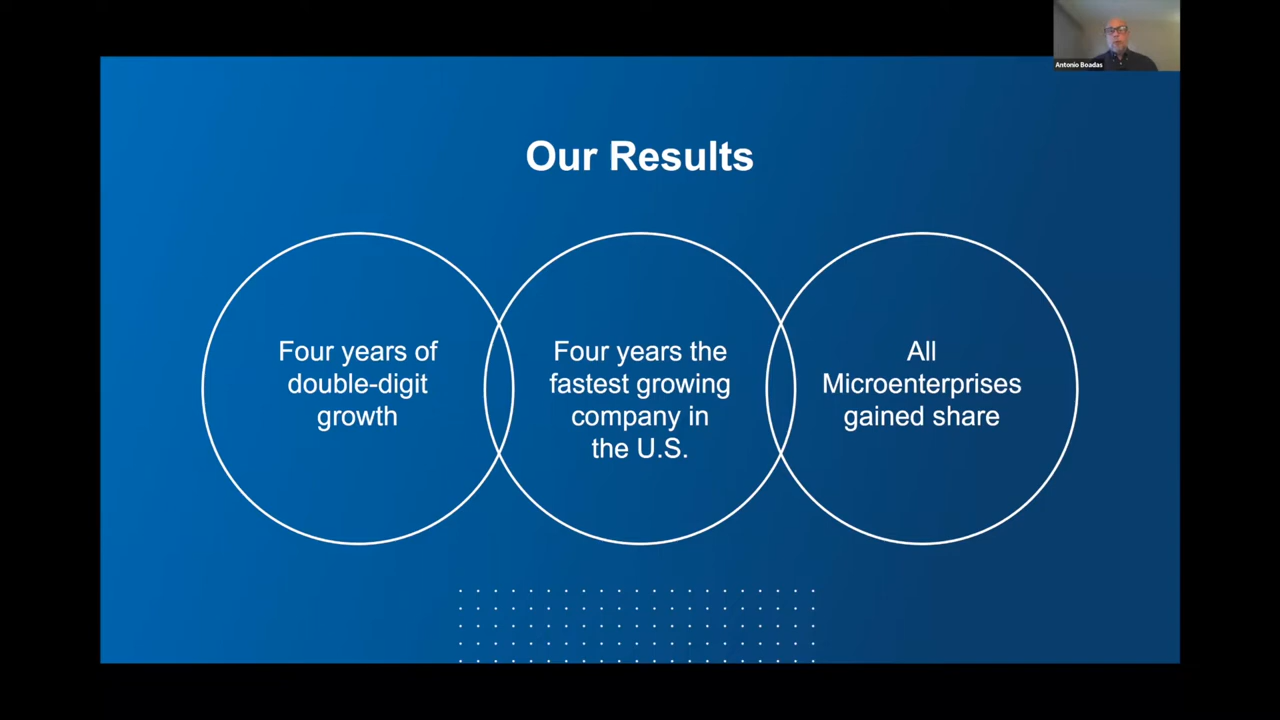 Antonio Boadas
Our Results
Four years of
double-digit
growth
Four years the
fastest growing
company in
the U.S.
All
Microenterprises
gained share